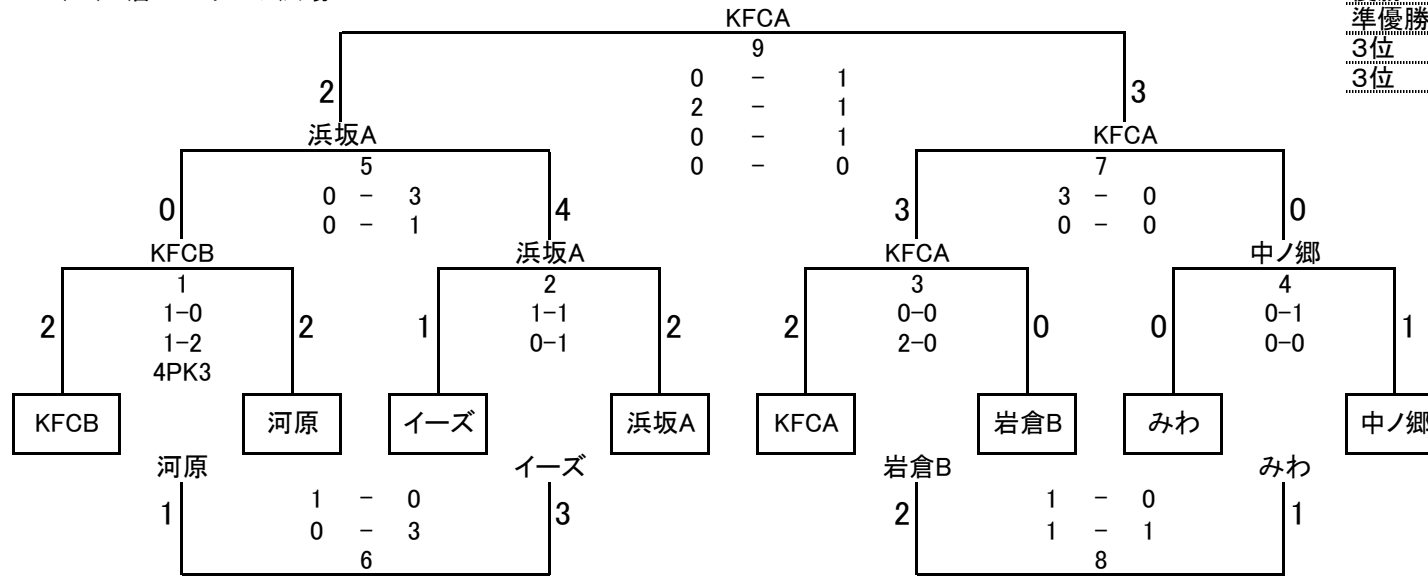 KFCA
準優勝
9
3位
0 − 1
3位
2
2 − 1
3
浜坂A
0 − 1
KFCA
5
0 − 0
7
0 − 3
3 − 0
0
0 − 1
4
3
0 − 0
0
KFCB
浜坂A
KFCA
中ノ郷
1
2
3
4
1-0
1-1
0-0
0-1
2
1-2
2
1
0-1
2
2
2-0
0
0
0-0
1
4PK3
KFCB
河原
イーズ
浜坂A
KFCA
岩倉B
みわ
中ノ郷
河原
イーズ
岩倉B
みわ
1
1 − 0
3
2
1 − 0
1
0 − 3
1 − 1
6
8